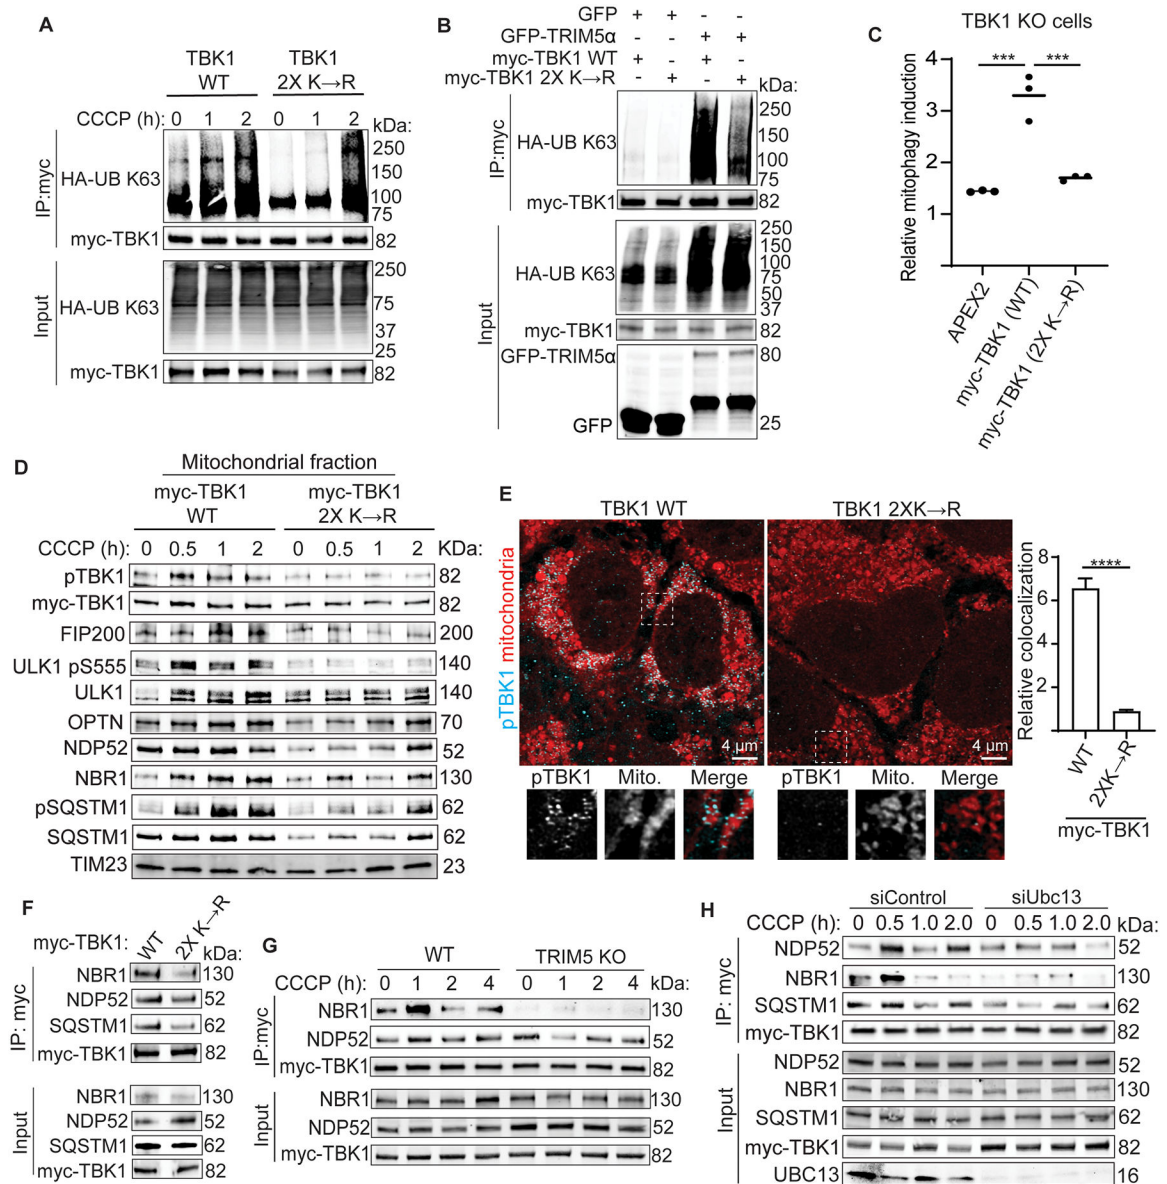 A
TBK1 WT
TBK1 2X K→R
CCCP (h): 0 1 2 0 1 2 kDa:
IP:myc
HA-UB K63
250
150
100
75
myc-TBK1 82
Input
HA-UB K63
250
75
37
25
myc-TBK1 82
B
GFP + + - -
GFP-TRIM5α - - + +
myc-TBK1 WT + - + -
myc-TBK1 2X K→R - + - +
kDa:
IP:myc
HA-UB K63
250
150
100
75
myc-TBK1 82
Input
HA-UB K63
250
150
100
75
50
37
myc-TBK1 82
GFP-TRIM5α 80
GFP 25
C
TBK1 KO cells
*** ***
Relative mitophagy induction
4
3
2
1
APEX2
myc-TBK1 (WT)
myc-TBK1 (2X K→R)
D
Mitochondrial fraction
myc-TBK1 WT
myc-TBK1 2X K→R
CCCP (h): 0 0.5 1 2 0 0.5 1 2 KDa:
pTBK1 82
myc-TBK1 82
FIP200 200
ULK1 pS555 140
ULK1 140
OPTN 70
NDP52 52
NBR1 130
pSQSTM1 62
SQSTM1 62
TIM23 23
E
TBK1 WT
TBK1 2XK→R
pTBK1 mitochondria
4 µm
4 µm
pTBK1 Mito. Merge
pTBK1 Mito. Merge
Relative colocalization
8
6
4
2
****
WT
2XK→R
myc-TBK1
F
myc-TBK1: WT 2X K→R
kDa:
IP: myc
NBR1 130
NDP52 52
SQSTM1 62
myc-TBK1 82
Input
NBR1 130
NDP52 52
SQSTM1 62
myc-TBK1 82
G
WT TRIM5 KO
CCCP (h): 0 1 2 4 0 1 2 4 kDa:
IP:myc
NBR1 130
NDP52 52
myc-TBK1 82
Input
NBR1 130
NDP52 52
myc-TBK1 82
H
siControl siUbc13
CCCP (h): 0 0.5 1.0 2.0 0 0.5 1.0 2.0 kDa:
IP: myc
NDP52 52
NBR1 130
SQSTM1 62
myc-TBK1 82
Input
NDP52 52
NBR1 130
SQSTM1 62
myc-TBK1 82
UBC13 16